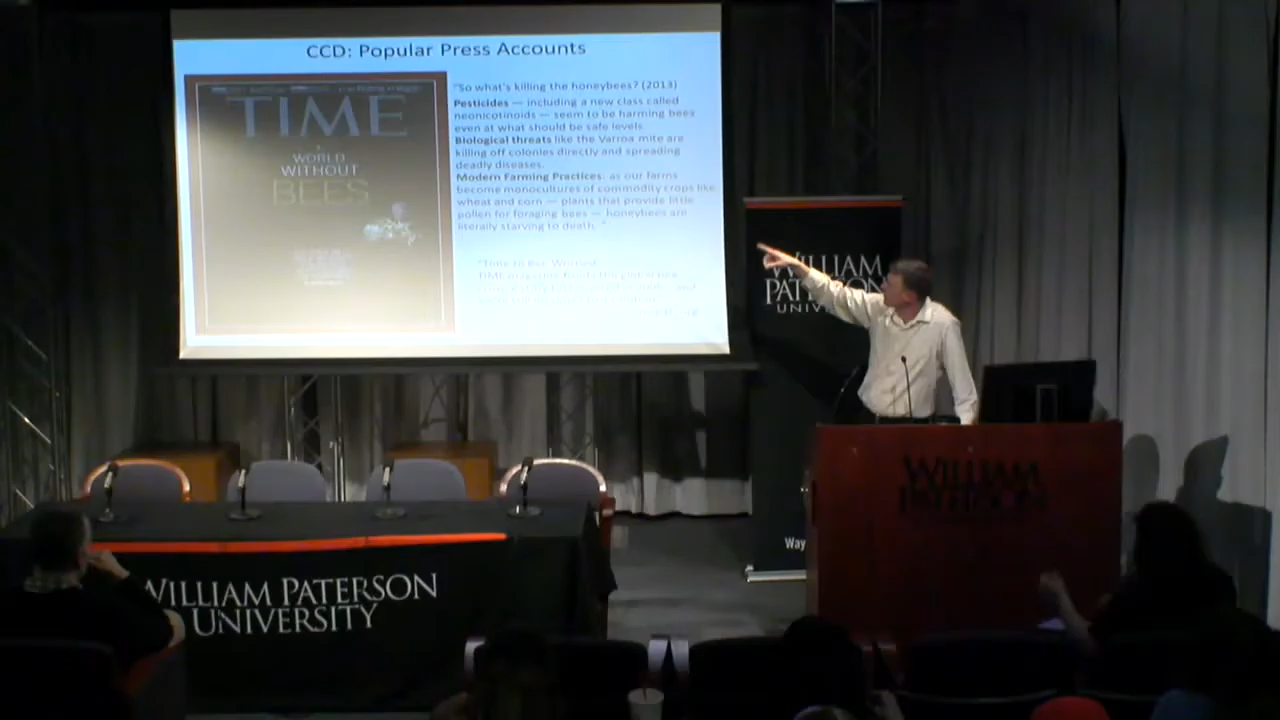 CCD: Popular Press Accounts
TIME
A
WORLD
WITHOUT
BEES
"So what's killing the honeybees? (2013)
Pesticides — including a new class called
neonicotinoids — seem to be harming bees
even at what should be safe levels.
Biological threats like the Varroa mite are
killing off colonies directly and spreading
deadly diseases.
Modern Farming Practices: as our farms
become monocultures of commodity crops like
wheat and corn — plants that provide little
pollen for foraging bees — honeybees are
literally starving to death. "
WILLIAM
PATERSON
UNIV
Way
WILLIAM
PATERSON
WILLIAM PATERSON
UNIVERSITY